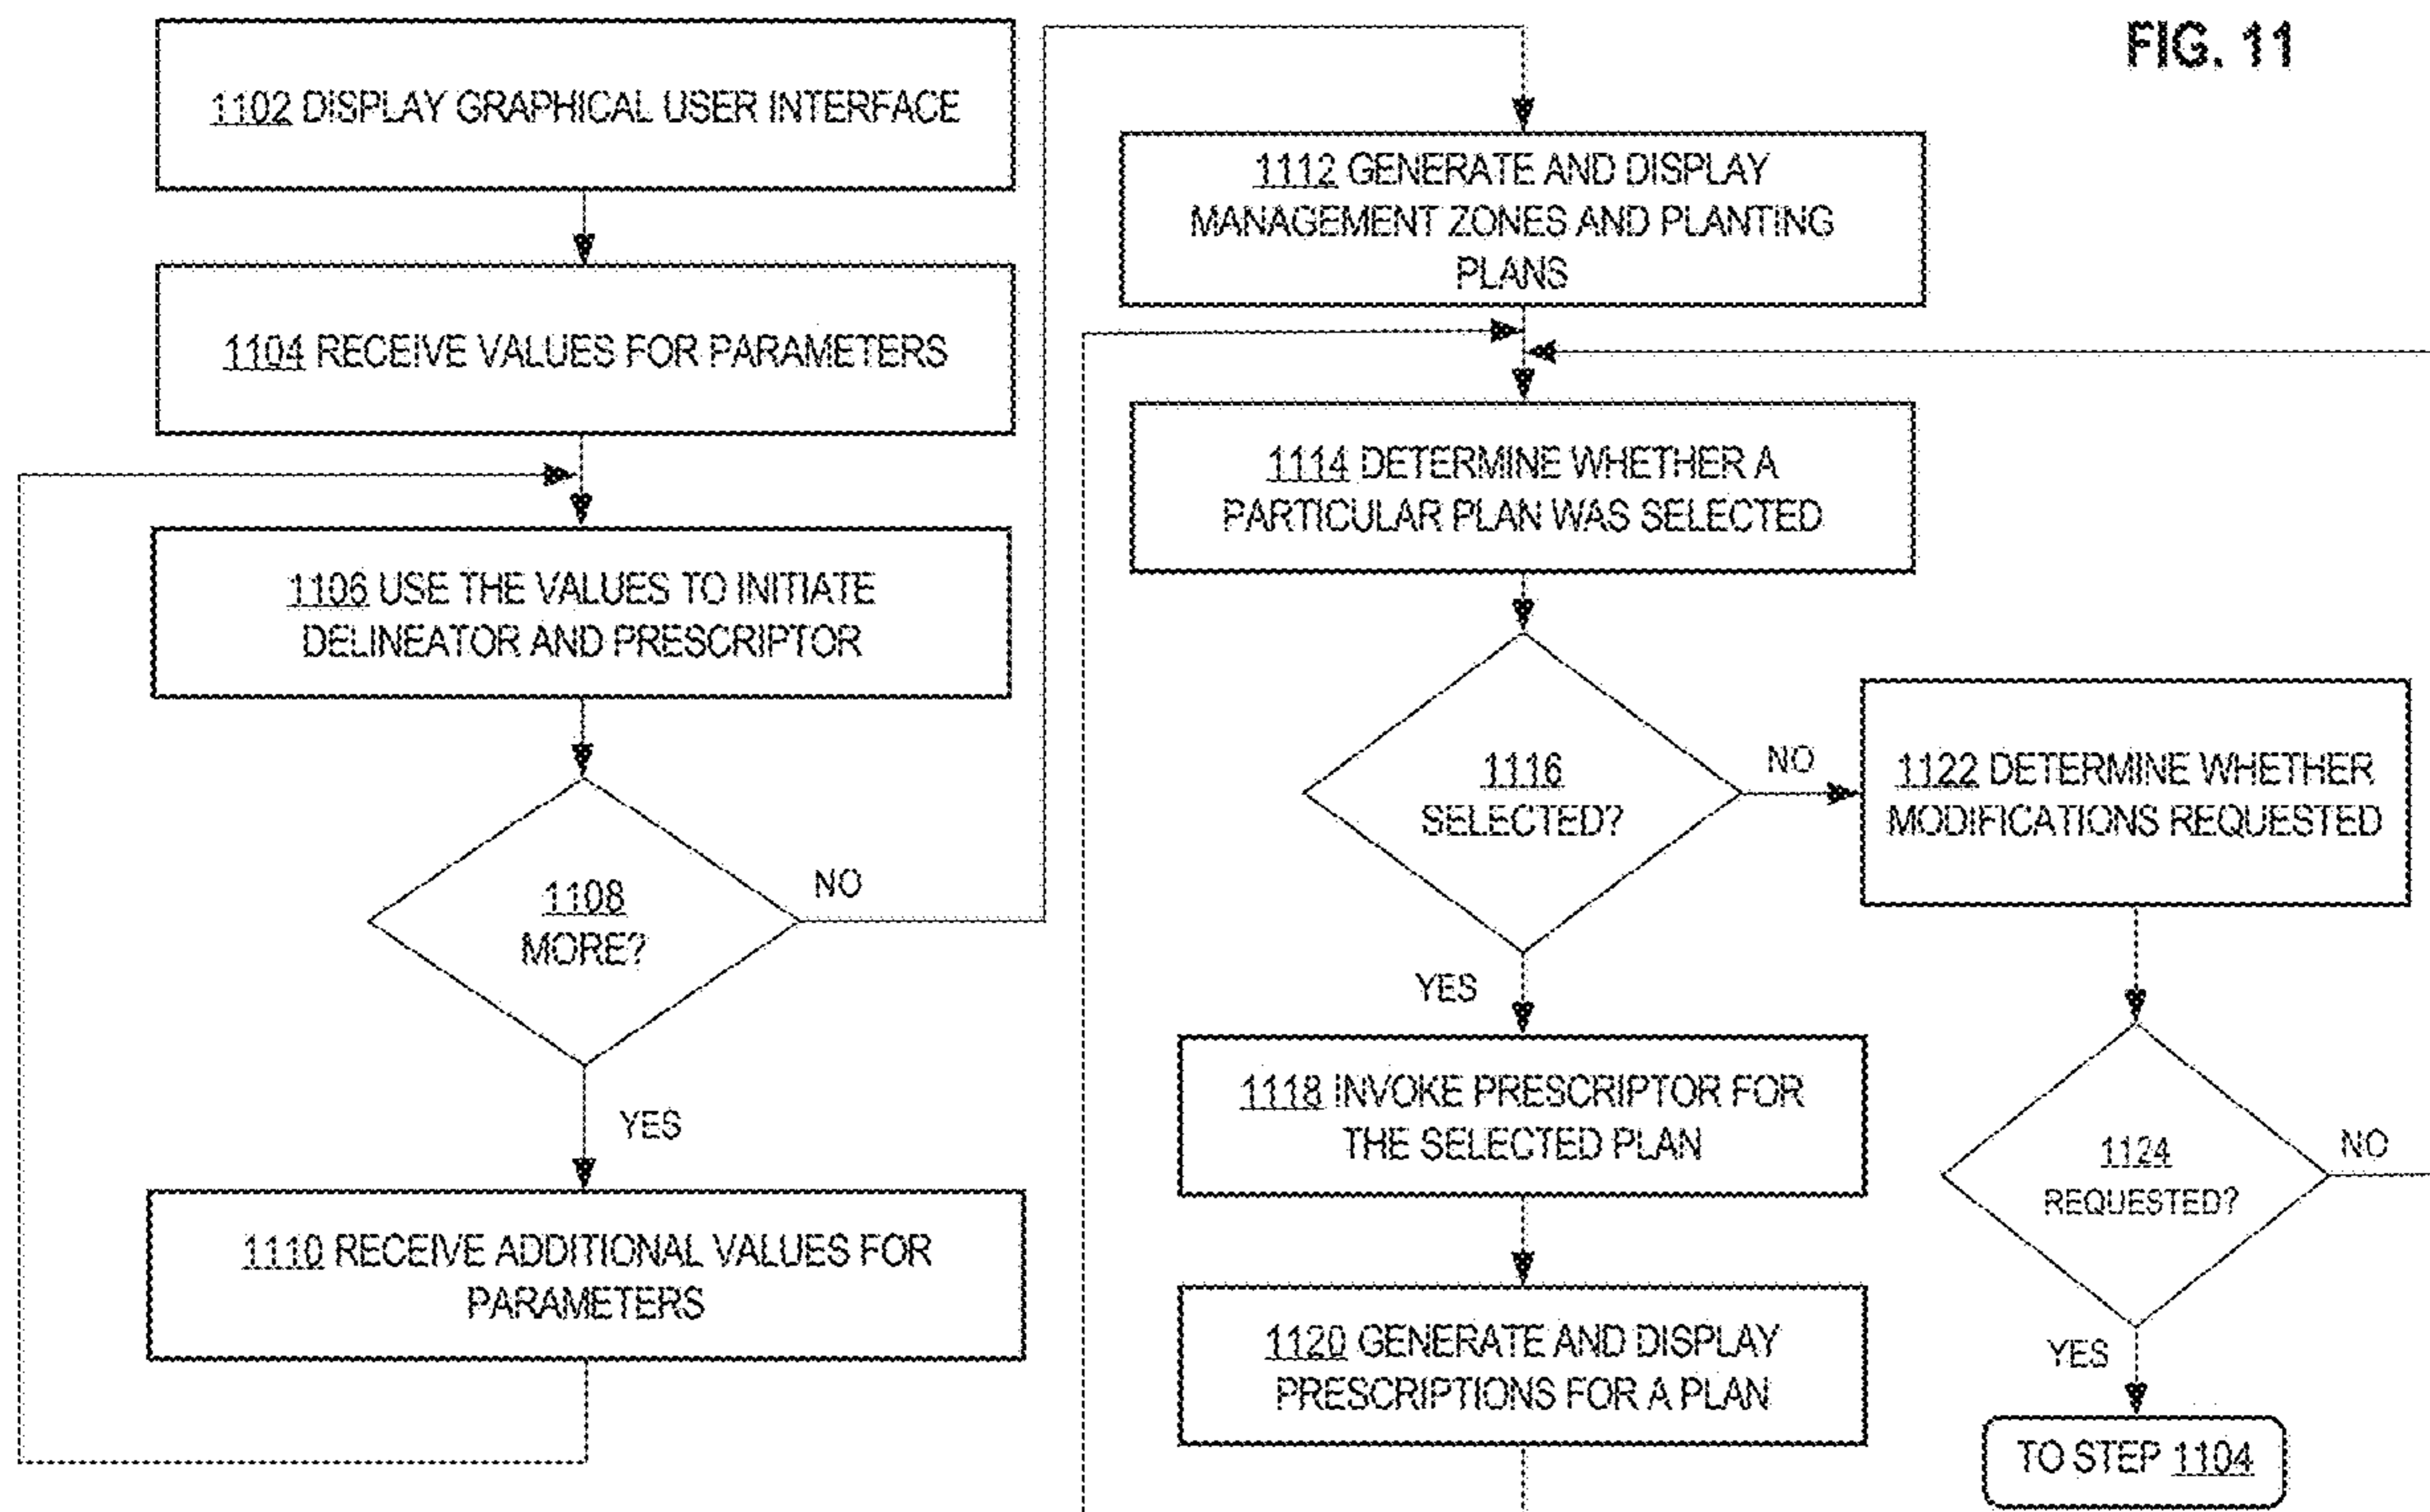 FIG. 11
1102 DISPLAY GRAPHICAL USER INTERFACE
1104 RECEIVE VALUES FOR PARAMETERS
1106 USE THE VALUES TO INITIATE
DELINEATOR AND PRESCRIPTOR
1108
MORE?
NO
YES
1110 RECEIVE ADDITIONAL VALUES FOR
PARAMETERS
1112 GENERATE AND DISPLAY
MANAGEMENT ZONES AND PLANTING
PLANS
1114 DETERMINE WHETHER A
PARTICULAR PLAN WAS SELECTED
1116
SELECTED?
NO
YES
1118 INVOKE PRESCRIPTOR FOR
THE SELECTED PLAN
1120 GENERATE AND DISPLAY
PRESCRIPTIONS FOR A PLAN
1122 DETERMINE WHETHER
MODIFICATIONS REQUESTED
1124
REQUESTED?
NO
YES
TO STEP 1104